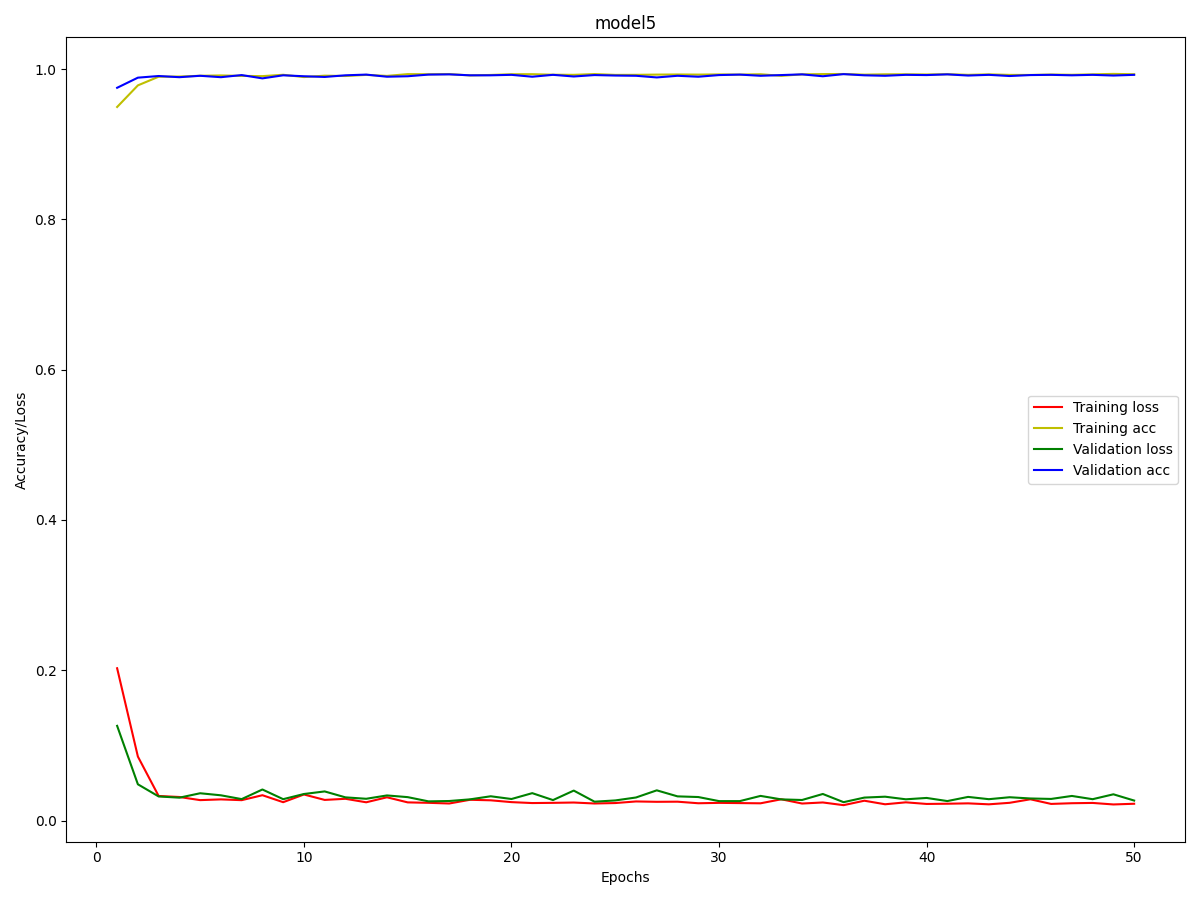 model5
1.0
0.8
0.6
0.4
0.2
0.0
Accuracy/Loss
Training loss
Training acc
Validation loss
Validation acc
0 10 20 30 40 50
Epochs